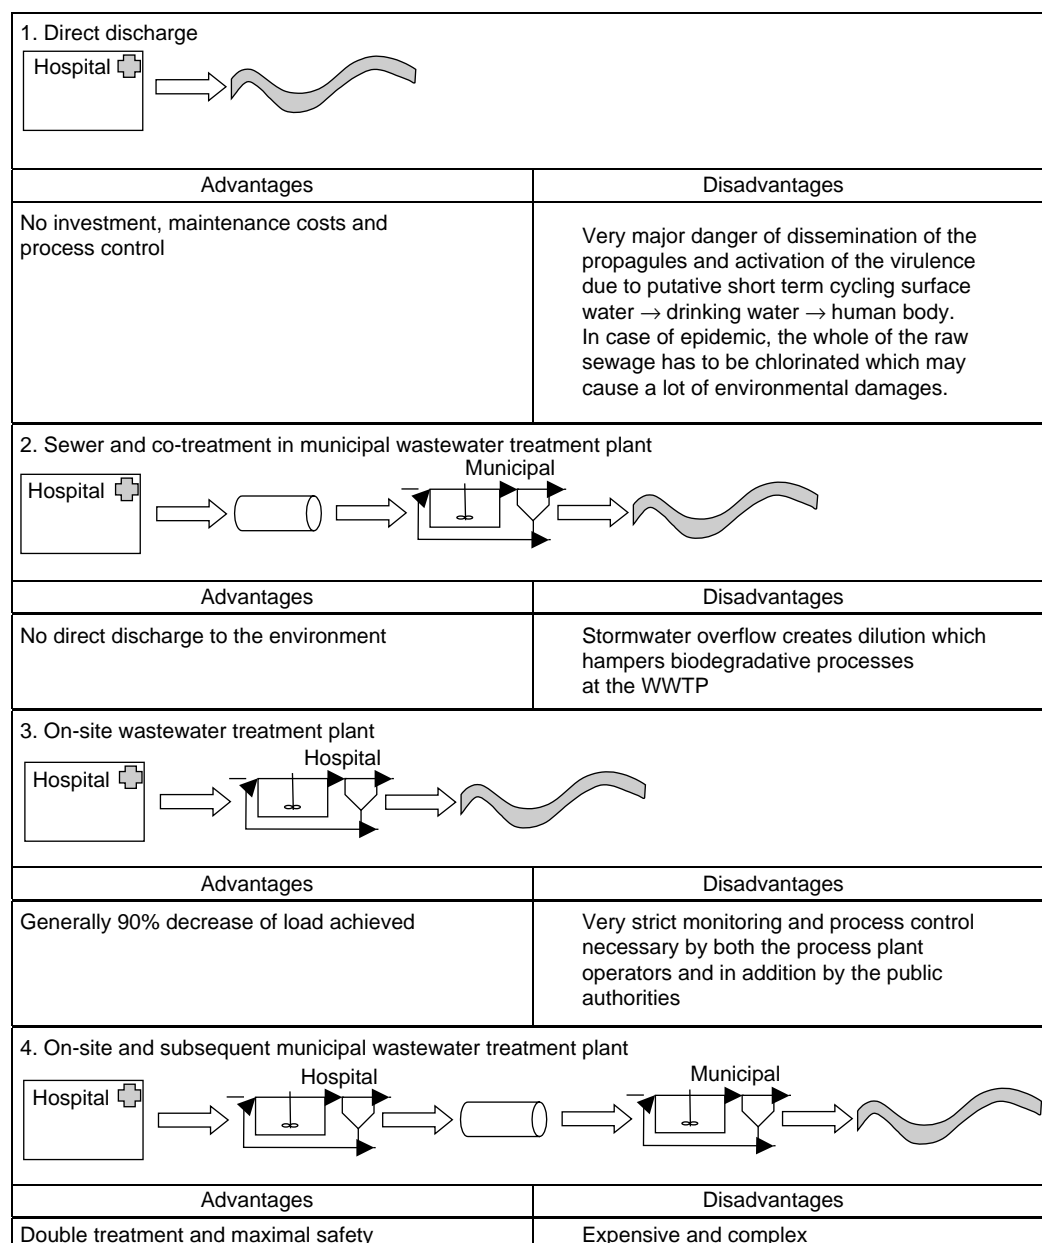 1. Direct discharge
Hospital
Advantages
Disadvantages
No investment, maintenance costs and
process control
Very major danger of dissemination of the
propagules and activation of the virulence
due to putative short term cycling surface
water → drinking water → human body.
In case of epidemic, the whole of the raw
sewage has to be chlorinated which may
cause a lot of environmental damages.
2. Sewer and co-treatment in municipal wastewater treatment plant
Municipal
Hospital
Advantages
Disadvantages
No direct discharge to the environment
Stormwater overflow creates dilution which
hampers biodegradative processes
at the WWTP
3. On-site wastewater treatment plant
Hospital
Hospital
Advantages
Disadvantages
Generally 90% decrease of load achieved
Very strict monitoring and process control
necessary by both the process plant
operators and in addition by the public
authorities
4. On-site and subsequent municipal wastewater treatment plant
Hospital
Municipal
Hospital
Advantages
Disadvantages
Double treatment and maximal safety
Expensive and complex